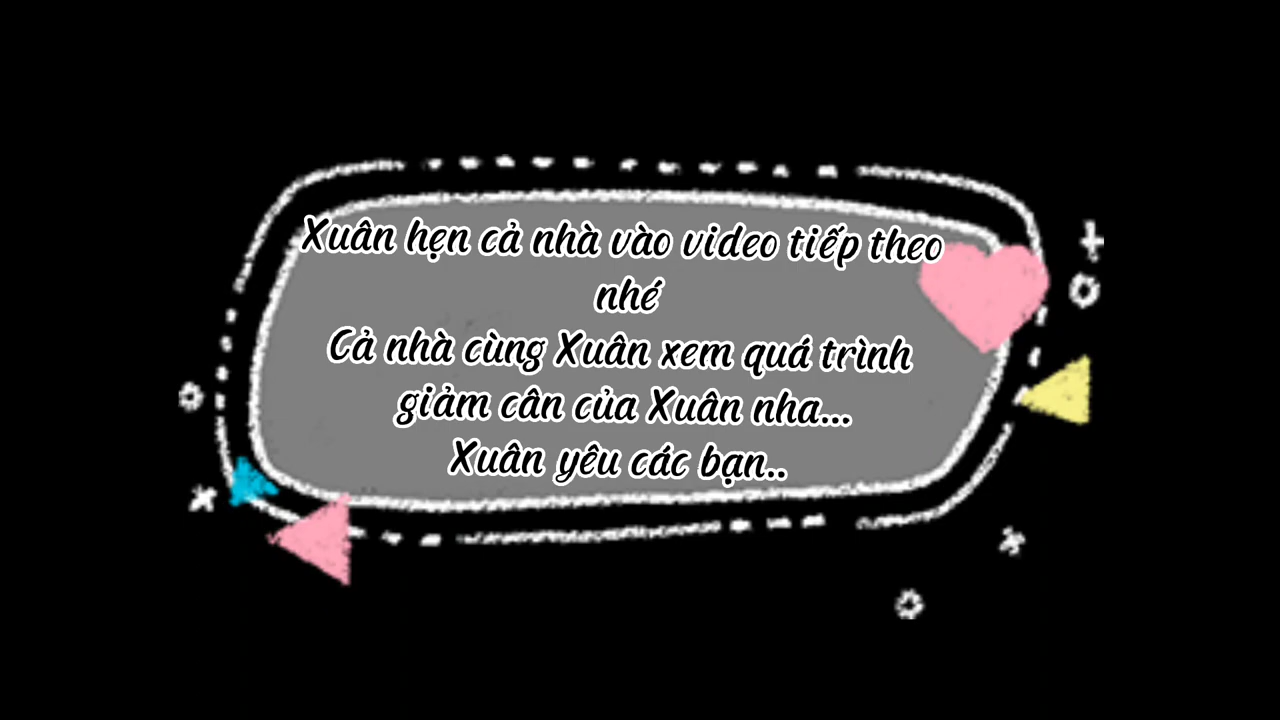 Xuân hẹn cả nhà vào video tiếp theo
nhé
Cả nhà cùng Xuân xem quá trình
giảm cân của Xuân nha...
Xuân yêu các bạn..